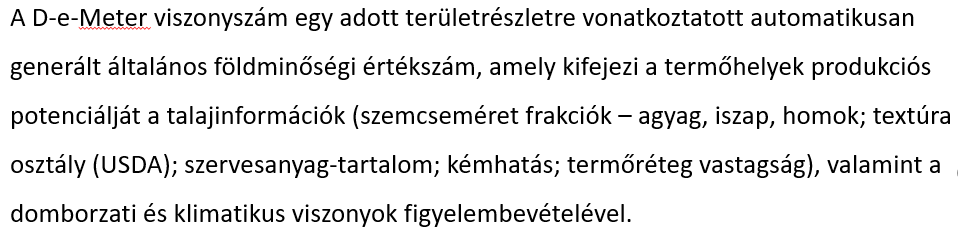 A D-e-Meter viszonyszám egy adott területrészletre vonatkoztatott automatikusan
generált általános földminőségi értékszám, amely kifejezi a termőhelyek produkciós
potenciálját a talajinformációk (szemcseméret frakciók – agyag, iszap, homok; textúra
osztály (USDA); szervesanyag-tartalom; kémhatás; termőréteg vastagság), valamint a
domborzati és klimatikus viszonyok figyelembevételével.